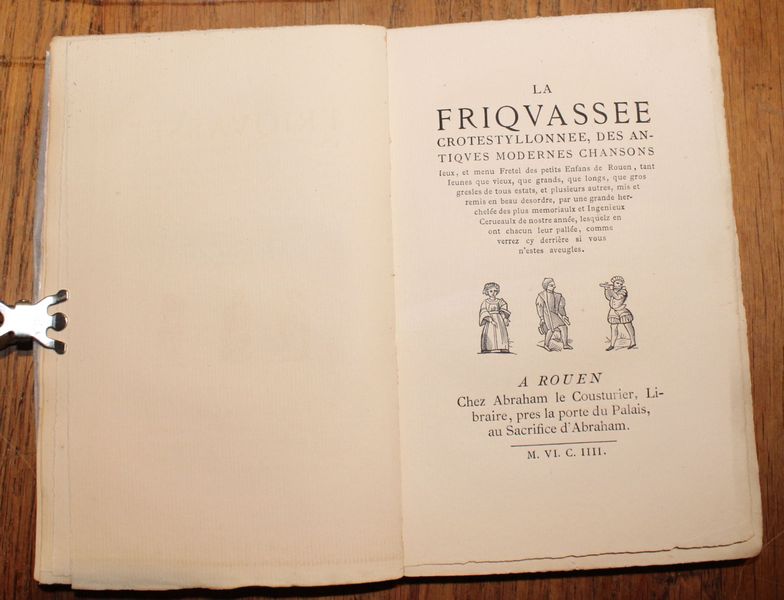 LA
FRIQVASSEE
CROTESTYLLONNEE, DES AN-
TIQVES MODERNES CHANSONS
Ieux, et menu Fretel des petits Enfans de Rouen, tant
Ieunes que vieux, que grands, que longs, que gros
gresles de tous estats, et plusieurs autres, mis et
remis en beau desordre, par une grande her-
chelée des plus memoriaulx et Ingenieux
Cerueaulx de nostre année, lesquelz en
ont chacun leur pallée, comme
verrez cy derrière si vous
n'estes aveugles.
A ROUEN
Chez Abraham le Cousturier, Li-
braire, pres la porte du Palais,
au Sacrifice d'Abraham.
M. VI. C. IIII.